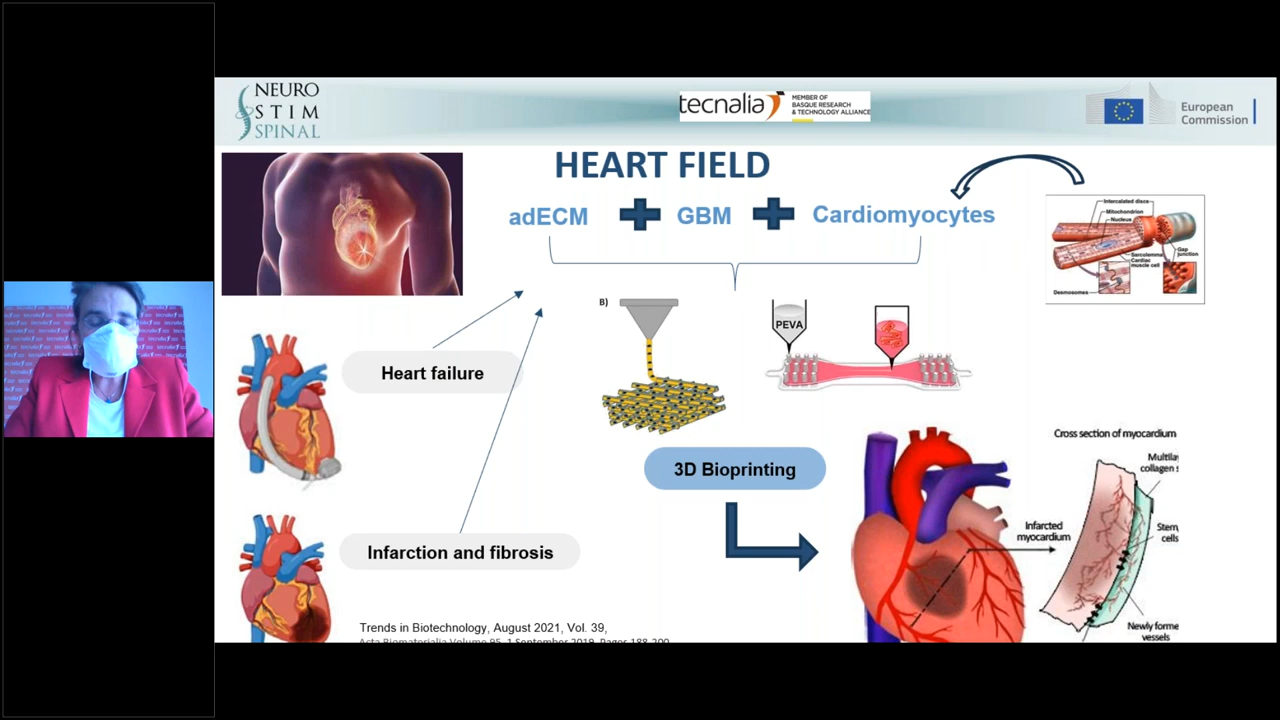 NEURO
STIM
SPINAL
tecnalia
MEMBER OF
BASQUE RESEARCH
& TECHNOLOGY ALLIANCE
European
Commission
HEART FIELD
adECM + GBM + Cardiomyocytes
Intercalated discs
Mitochondrion
Nucleus
Gap
junction
Sarcolemma
Cardiac
muscle cell
Desmosomes
B)
PEVA
Heart failure
3D Bioprinting
Infarction and fibrosis
Cross section of myocardium
Multila
collagen s
Infarcted
myocardium
Stem
cells
Newly forme
vessels
Trends in Biotechnology, August 2021, Vol. 39,
Acta Biomaterialia Volume 95, 1 September 2019, Pages 188-200